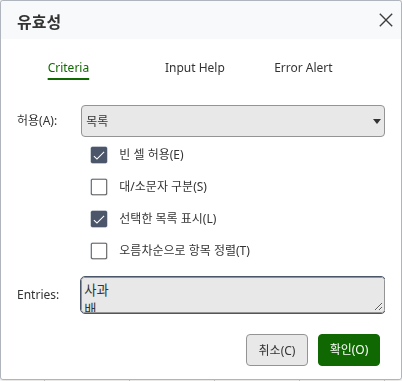 유효성
Criteria Input Help Error Alert
허용(A): 목록
빈 셀 허용(E)
대/소문자 구분(S)
선택한 목록 표시(L)
오름차순으로 항목 정렬(T)
Entries: 사과
배
취소(C) 확인(O)